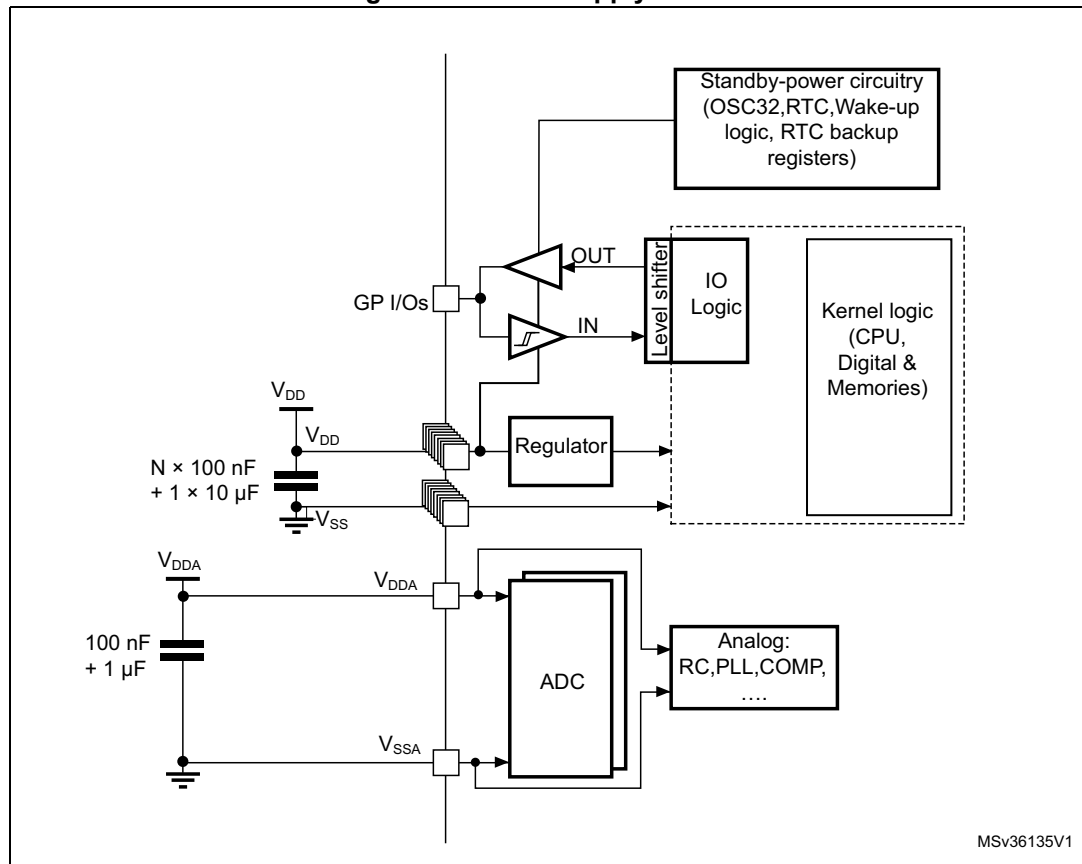 Standby-power circuitry
(OSC32,RTC,Wake-up
logic, RTC backup
registers)
OUT
Level shifter
IO
Logic
GP I/Os
IN
Kernel logic
(CPU,
Digital &
Memories)
VDD
VDD
Regulator
N × 100 nF
+ 1 × 10 µF
VSS
VDDA
VDDA
100 nF
+ 1 µF
ADC
Analog:
RC,PLL,COMP,
....
VSSA
MSv36135V1